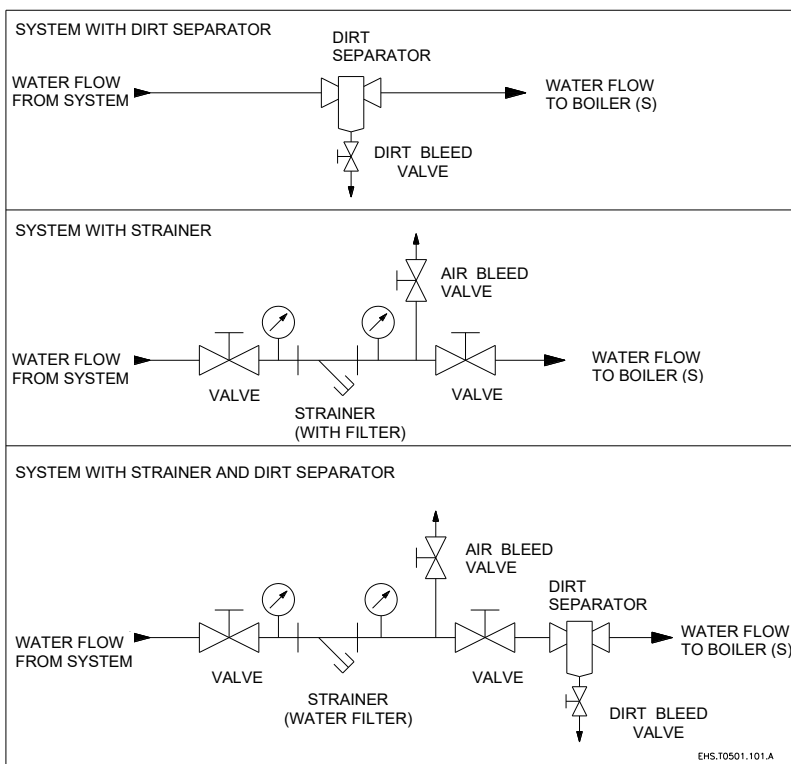 SYSTEM WITH DIRT SEPARATOR
DIRT
SEPARATOR
WATER FLOW
FROM SYSTEM
WATER FLOW
TO BOILER (S)
DIRT BLEED
VALVE
SYSTEM WITH STRAINER
AIR BLEED
VALVE
WATER FLOW
FROM SYSTEM
VALVE
STRAINER
(WITH FILTER)
VALVE
WATER FLOW
TO BOILER (S)
SYSTEM WITH STRAINER AND DIRT SEPARATOR
AIR BLEED
VALVE
DIRT
SEPARATOR
WATER FLOW
FROM SYSTEM
VALVE
STRAINER
(WATER FILTER)
VALVE
WATER FLOW
TO BOILER (S)
DIRT BLEED
VALVE
EHS.T0501.101.A